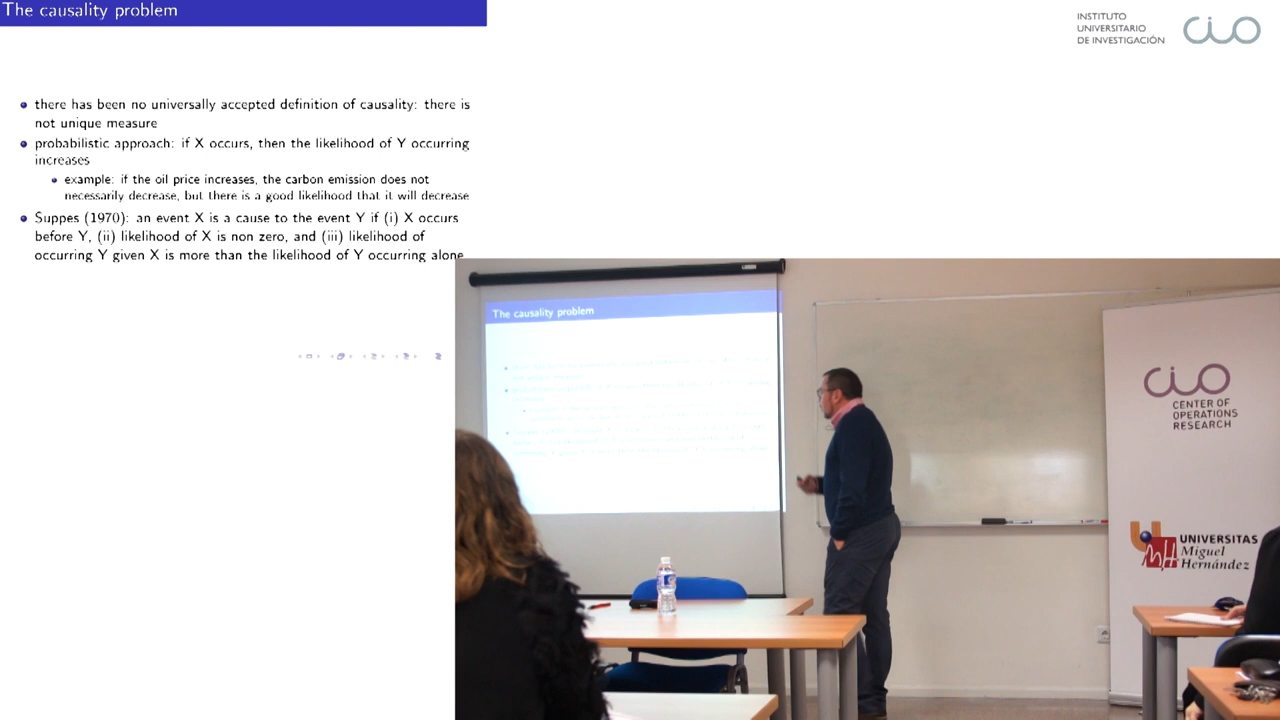 The causality problem
INSTITUTO
UNIVERSITARIO
DE INVESTIGACIÓN
cio
there has been no universally accepted definition of causality: there is
not unique measure
probabilistic approach: if X occurs, then the likelihood of Y occurring
increases
example: if the oil price increases, the carbon emission does not
necessarily decrease, but there is a good likelihood that it will decrease
Suppes (1970): an event X is a cause to the event Y if (i) X occurs
before Y, (ii) likelihood of X is non zero, and (iii) likelihood of
occurring Y given X is more than the likelihood of Y occurring alone
The causality problem
cio
CENTER OF
OPERATIONS
RESEARCH
UNIVERSITAS
Miguel
Hernández